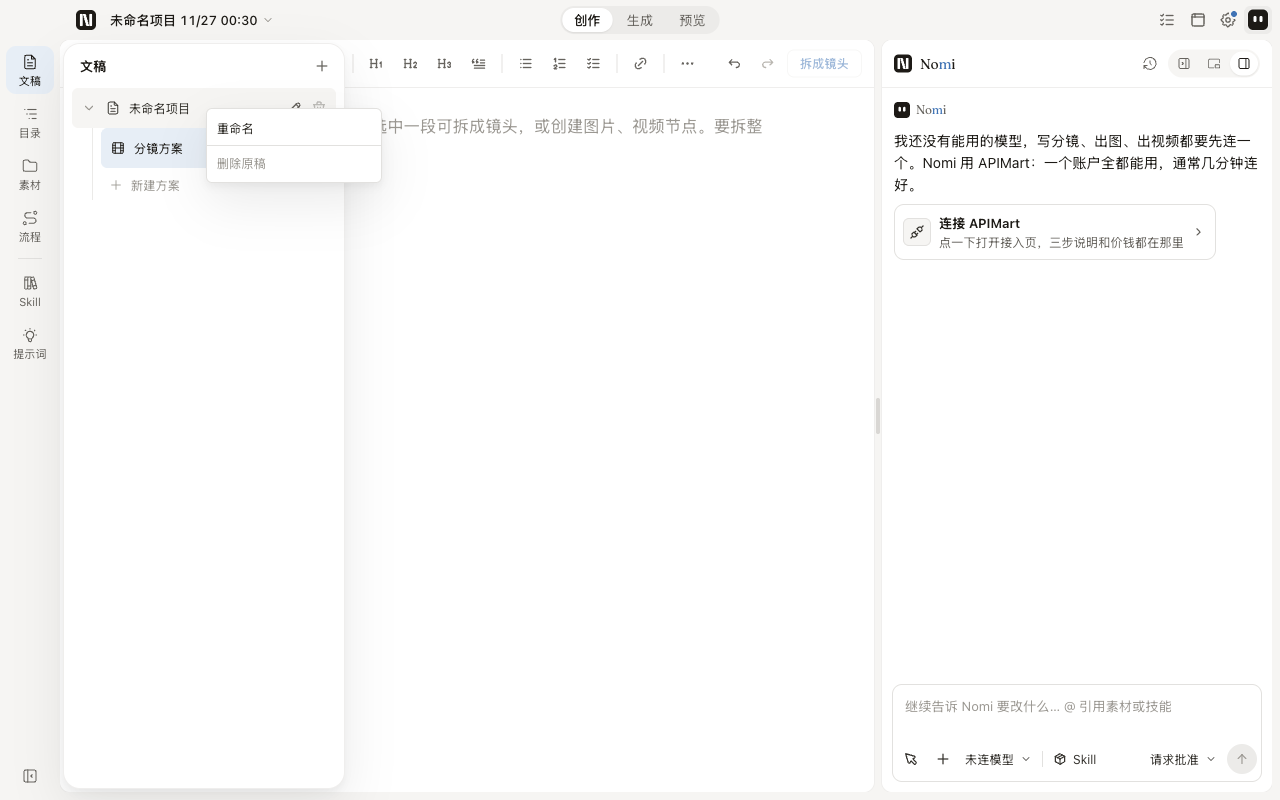 未命名项目 11/27 00:30
创作
生成
预览
文稿
目录
素材
流程
Skill
提示词
文稿
未命名项目
分镜方案
新建方案
重命名
删除原稿
H1
H2
H3
拆成镜头
选中一段可拆成镜头，或创建图片、视频节点。要拆整
Nomi
Nomi
我还没有能用的模型，写分镜、出图、出视频都要先连一
个。Nomi 用 APIMart：一个账户全都能用，通常几分钟连
好。
连接 APIMart
点一下打开接入页，三步说明和价钱都在那里
继续告诉 Nomi 要改什么... @ 引用素材或技能
未连模型
Skill
请求批准